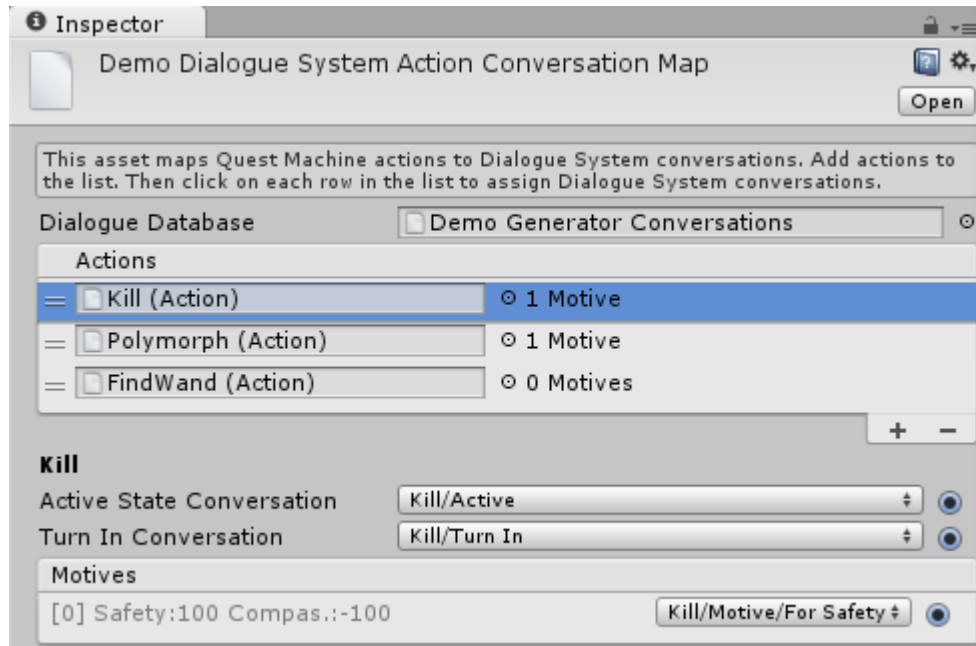 Inspector
Demo Dialogue System Action Conversation Map
Open
This asset maps Quest Machine actions to Dialogue System conversations. Add actions to
the list. Then click on each row in the list to assign Dialogue System conversations.
Dialogue Database Demo Generator Conversations
Actions
Kill (Action) 1 Motive
Polymorph (Action) 1 Motive
FindWand (Action) 0 Motives
+ −
Kill
Active State Conversation Kill/Active
Turn In Conversation Kill/Turn In
Motives
[0] Safety:100 Compas.:-100 Kill/Motive/For Safety